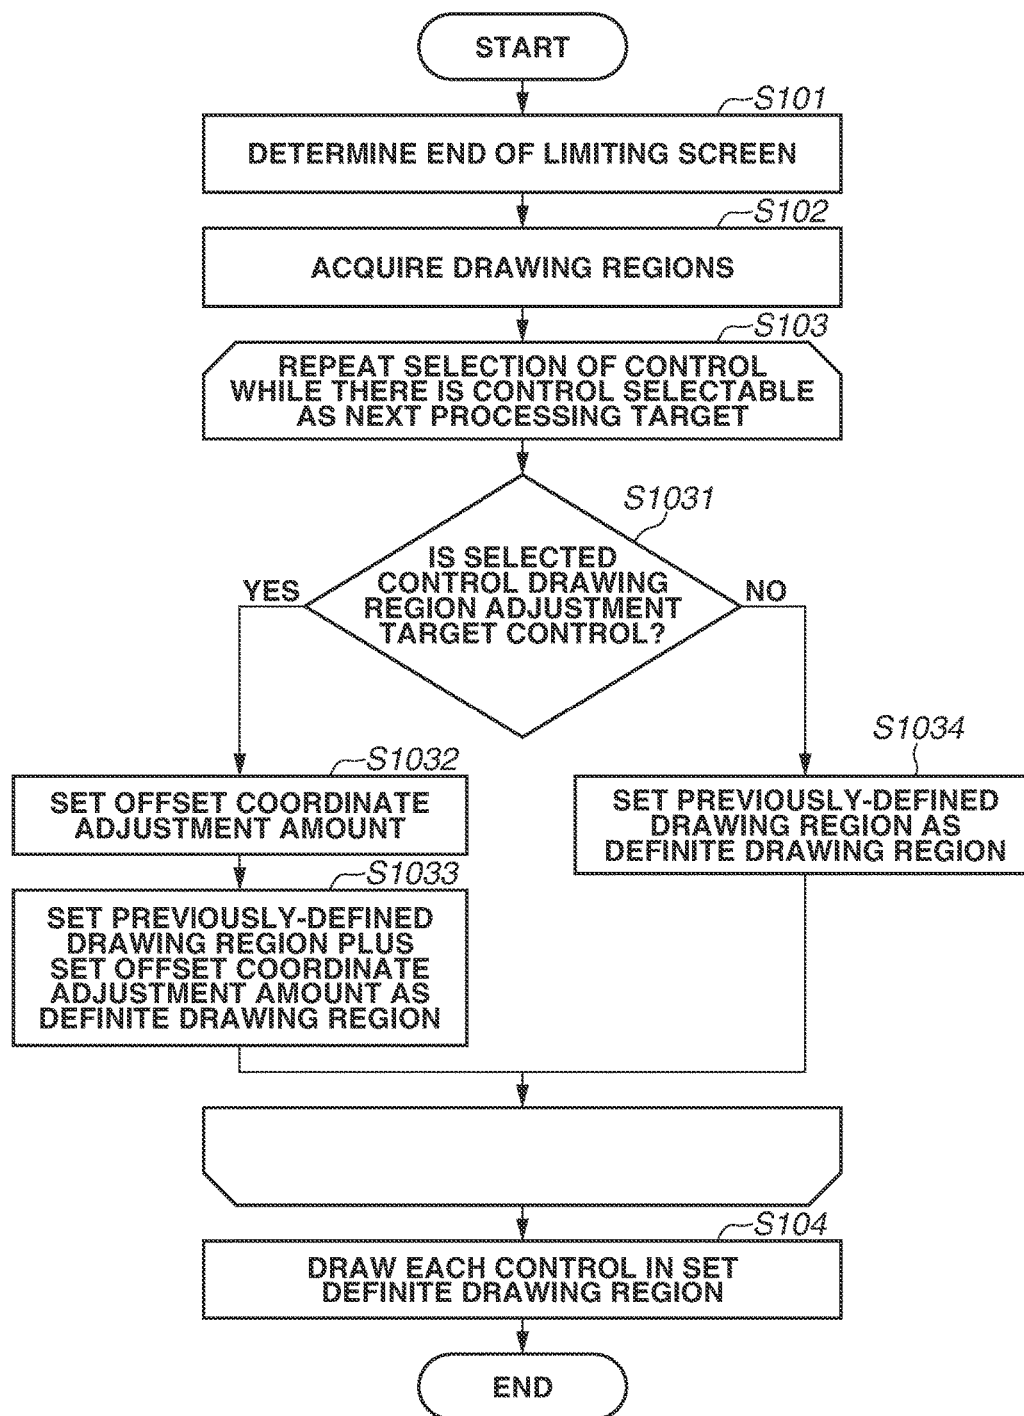 START
S101
DETERMINE END OF LIMITING SCREEN
S102
ACQUIRE DRAWING REGIONS
S103
REPEAT SELECTION OF CONTROL
WHILE THERE IS CONTROL SELECTABLE
AS NEXT PROCESSING TARGET
S1031
IS SELECTED
CONTROL DRAWING
REGION ADJUSTMENT
TARGET CONTROL?
YES
NO
S1032
SET OFFSET COORDINATE
ADJUSTMENT AMOUNT
S1033
SET PREVIOUSLY-DEFINED
DRAWING REGION PLUS
SET OFFSET COORDINATE
ADJUSTMENT AMOUNT AS
DEFINITE DRAWING REGION
S1034
SET PREVIOUSLY-DEFINED
DRAWING REGION AS
DEFINITE DRAWING REGION
S104
DRAW EACH CONTROL IN SET
DEFINITE DRAWING REGION
END